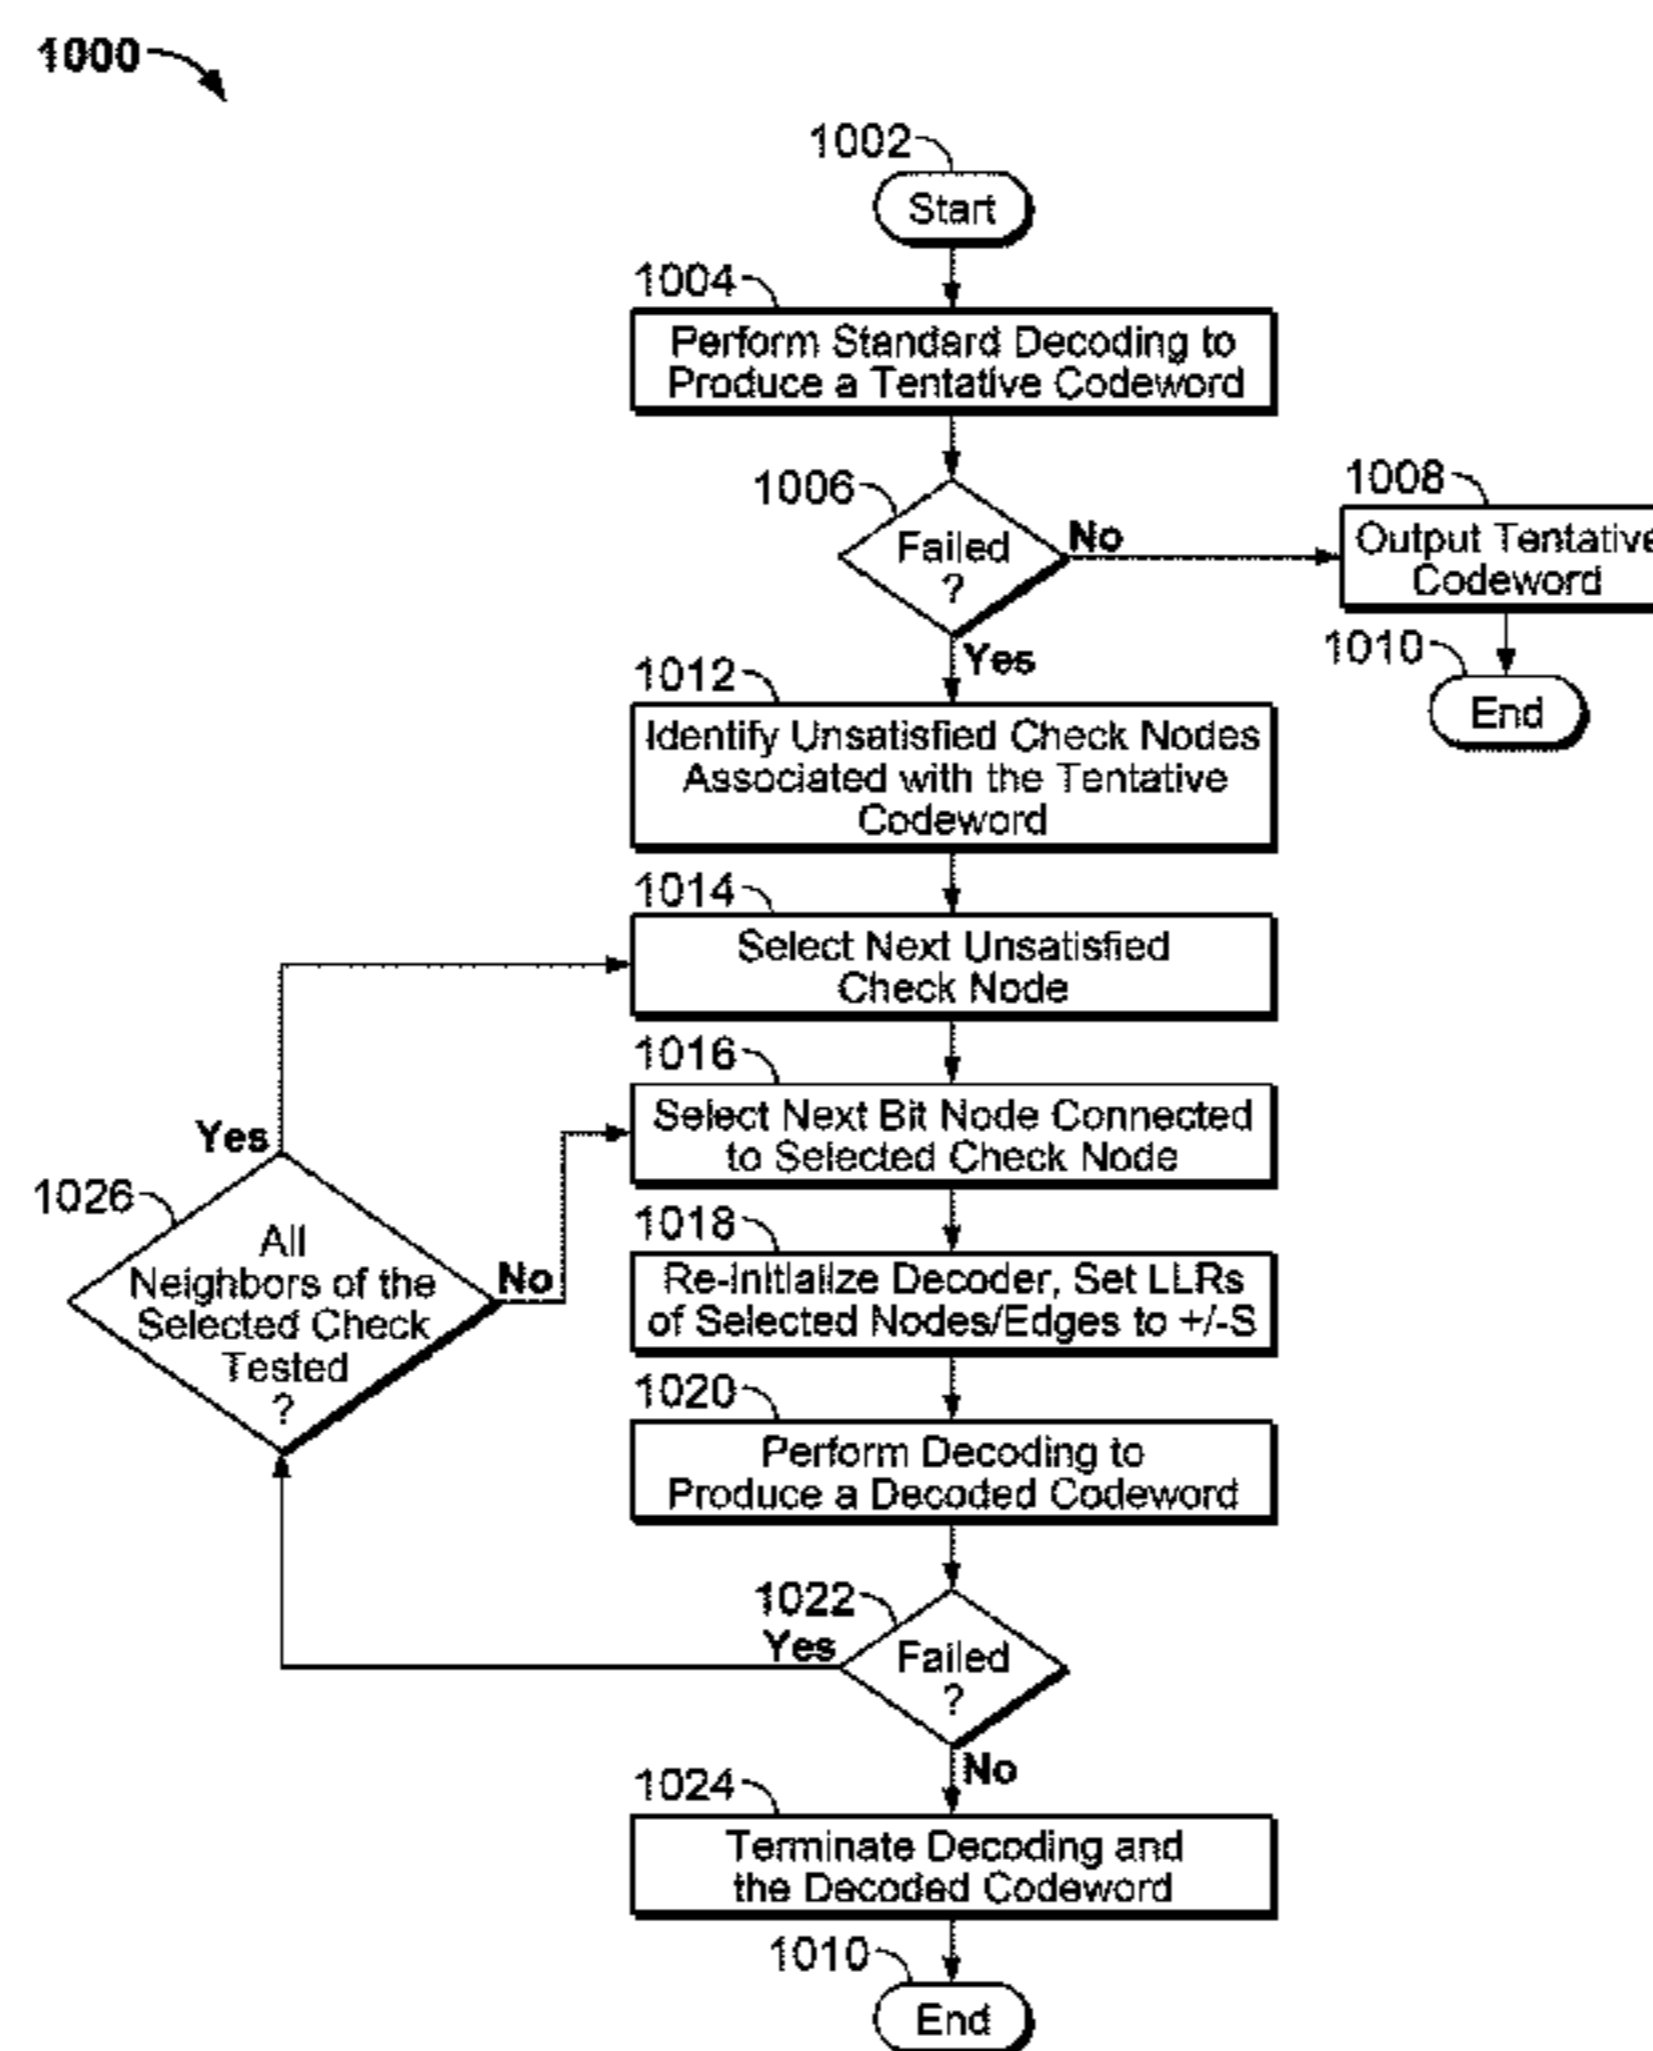 1000
1002
Start
1004
Perform Standard Decoding to
Produce a Tentative Codeword
1006
Failed
?
No
Yes
1008
Output Tentative
Codeword
1010
End
1012
Identify Unsatisfied Check Nodes
Associated with the Tentative
Codeword
1014
Select Next Unsatisfied
Check Node
1016
Select Next Bit Node Connected
to Selected Check Node
1018
Re-Initialize Decoder, Set LLRs
of Selected Nodes/Edges to +/-S
1020
Perform Decoding to
Produce a Decoded Codeword
1022
Yes
Failed
?
No
1026
Yes
All
Neighbors of the
Selected Check
Tested
?
No
1024
Terminate Decoding and
the Decoded Codeword
1010
End